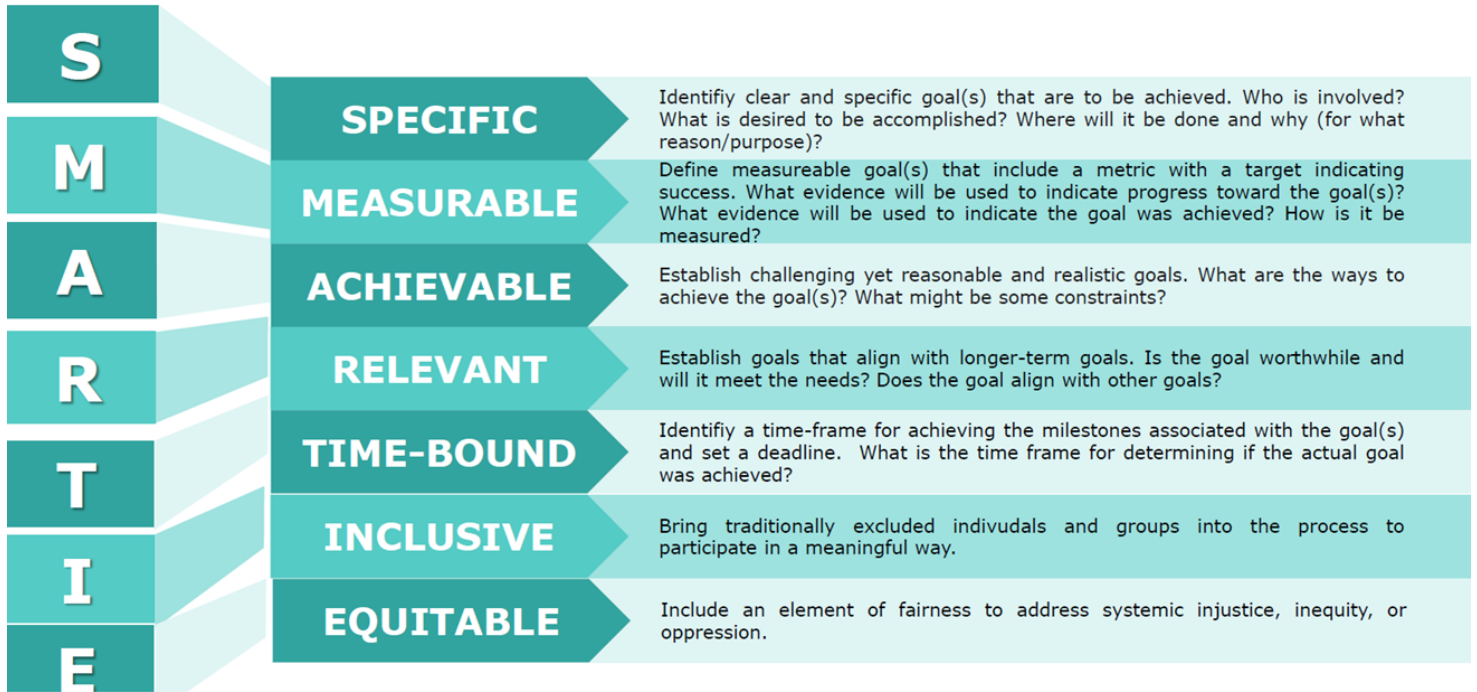 S
M
A
R
T
I
E
SPECIFIC
Identifiy clear and specific goal(s) that are to be achieved. Who is involved?
What is desired to be accomplished? Where will it be done and why (for what
reason/purpose)?
MEASURABLE
Define measureable goal(s) that include a metric with a target indicating
success. What evidence will be used to indicate progress toward the goal(s)?
What evidence will be used to indicate the goal was achieved? How is it be
measured?
ACHIEVABLE
Establish challenging yet reasonable and realistic goals. What are the ways to
achieve the goal(s)? What might be some constraints?
RELEVANT
Establish goals that align with longer-term goals. Is the goal worthwhile and
will it meet the needs? Does the goal align with other goals?
TIME-BOUND
Identifiy a time-frame for achieving the milestones associated with the goal(s)
and set a deadline.  What is the time frame for determining if the actual goal
was achieved?
INCLUSIVE
Bring traditionally excluded indivudals and groups into the process to
participate in a meaningful way.
EQUITABLE
Include an element of fairness to address systemic injustice, inequity, or
oppression.